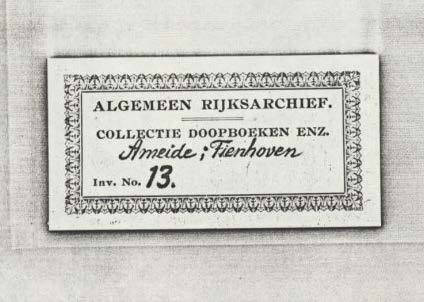 ALGEMEEN RIJKSARCHIEF.
COLLECTIE DOOPBOEKEN ENZ.
Ameide; Tienhoven
Inv. No. 13.